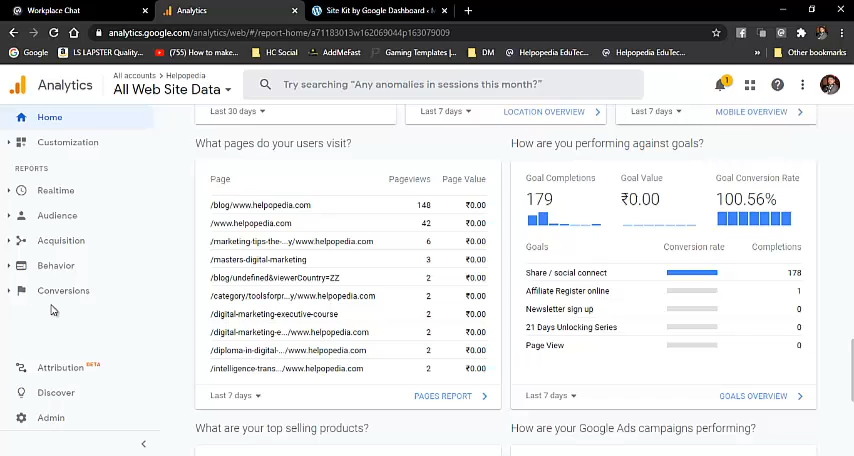 Workplace Chat
Analytics
Site Kit by Google Dashboard ‹ M
analytics.google.com/analytics/web/#/report-home/a71183013w162069044p163079009
Google
LS LAPSTER Quality...
(755) How to make...
HC Social
AddMeFast
Gaming Templates |...
DM
Helpopedia EduTec...
Helpopedia EduTec...
Other bookmarks
Analytics
All accounts > Helpopedia
All Web Site Data
Try searching "Any anomalies in sessions this month?"
1
Home
Customization
REPORTS
Realtime
Audience
Acquisition
Behavior
Conversions
Attribution BETA
Discover
Admin
Last 30 days
Last 7 days
LOCATION OVERVIEW
Last 7 days
MOBILE OVERVIEW
What pages do your users visit?
Page Pageviews Page Value
/blog/www.helpopedia.com 148 ₹0.00
/www.helpopedia.com 42 ₹0.00
/marketing-tips-the-...y/www.helpopedia.com 6 ₹0.00
/masters-digital-marketing 3 ₹0.00
/blog/undefined&viewerCountry=ZZ 2 ₹0.00
/category/toolsforpr...y/www.helpopedia.com 2 ₹0.00
/digital-marketing-executive-course 2 ₹0.00
/digital-marketing-e.../www.helpopedia.com 2 ₹0.00
/diploma-in-digital-.../www.helpopedia.com 2 ₹0.00
/intelligence-trans.../www.helpopedia.com 2 ₹0.00
Last 7 days
PAGES REPORT
How are you performing against goals?
Goal Completions Goal Value Goal Conversion Rate
179 ₹0.00 100.56%
Goals Conversion rate Completions
Share / social connect 178
Affiliate Register online 1
Newsletter sign up 0
21 Days Unlocking Series 0
Page View 0
Last 7 days
GOALS OVERVIEW
What are your top selling products?
How are your Google Ads campaigns performing?